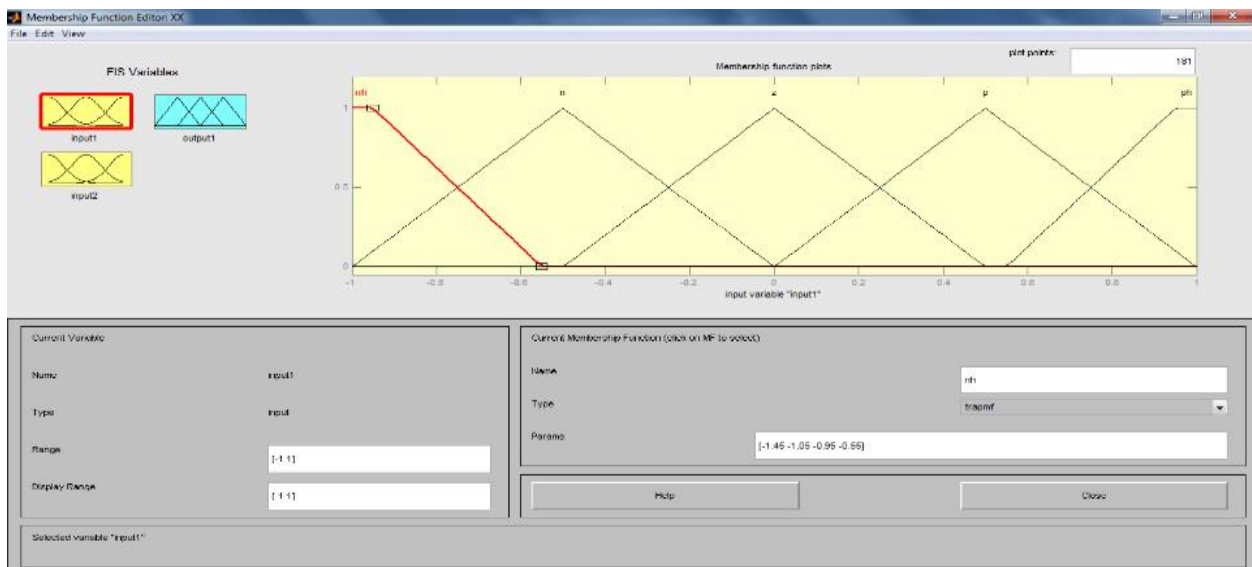 Membership Function Editor: XX
File Edit View
FIS Variables
input1
output1
input2
plot points:
181
Membership function plots
nh n z p ph
1
0.5
0
-1 -0.8 -0.6 -0.4 -0.2 0 0.2 0.4 0.6 0.8 1
input variable "input1"
Current Variable
Name input1
Type input
Range [-1 1]
Display Range [-1 1]
Current Membership Function (click on MF to select)
Name nh
Type trapmf
Params [-1.45 -1.05 -0.95 -0.55]
Help Close
Selected variable "input1"